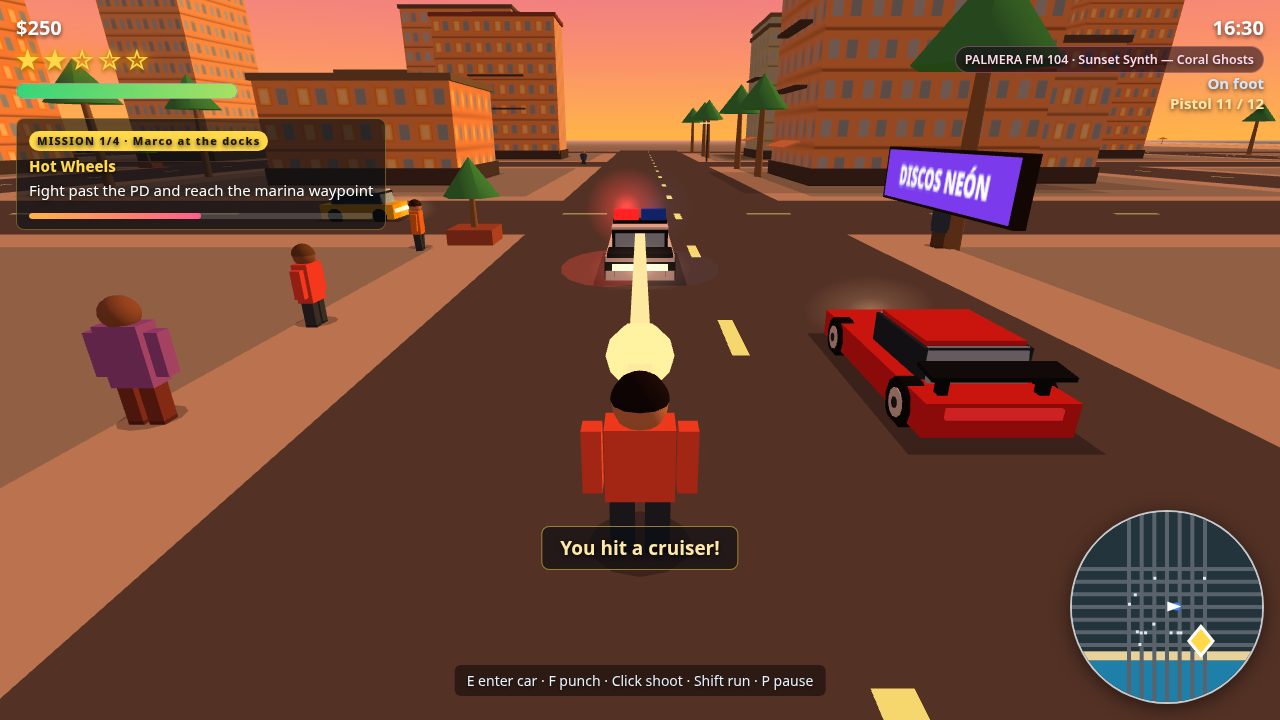 $250
16:30
PALMERA FM 104 · Sunset Synth — Coral Ghosts
On foot
Pistol 11 / 12
MISSION 1/4 · Marco at the docks
Hot Wheels
Fight past the PD and reach the marina waypoint
DISCOS NEÓN
You hit a cruiser!
E enter car · F punch · Click shoot · Shift run · P pause